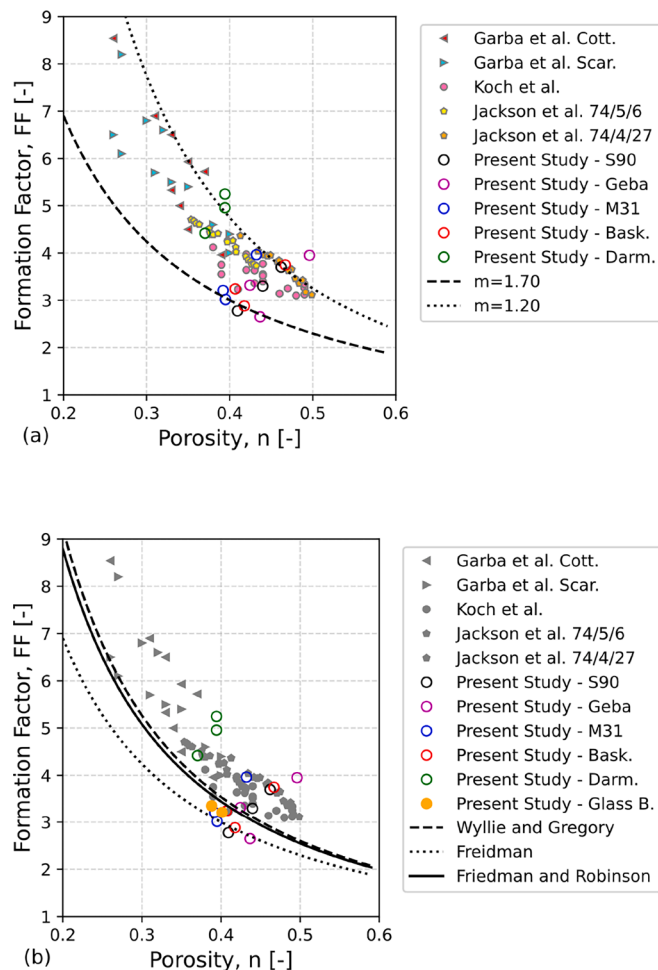 9
8
7
6
5
4
3
2
1
Formation Factor, FF [-]
0.2 0.3 0.4 0.5 0.6
(a)
Porosity, n [-]
Garba et al. Cott.
Garba et al. Scar.
Koch et al.
Jackson et al. 74/5/6
Jackson et al. 74/4/27
Present Study - S90
Present Study - Geba
Present Study - M31
Present Study - Bask.
Present Study - Darm.
m=1.70
m=1.20
9
8
7
6
5
4
3
2
1
Formation Factor, FF [-]
0.2 0.3 0.4 0.5 0.6
(b)
Porosity, n [-]
Garba et al. Cott.
Garba et al. Scar.
Koch et al.
Jackson et al. 74/5/6
Jackson et al. 74/4/27
Present Study - S90
Present Study - Geba
Present Study - M31
Present Study - Bask.
Present Study - Darm.
Present Study - Glass B.
Wyllie and Gregory
Freidman
Friedman and Robinson